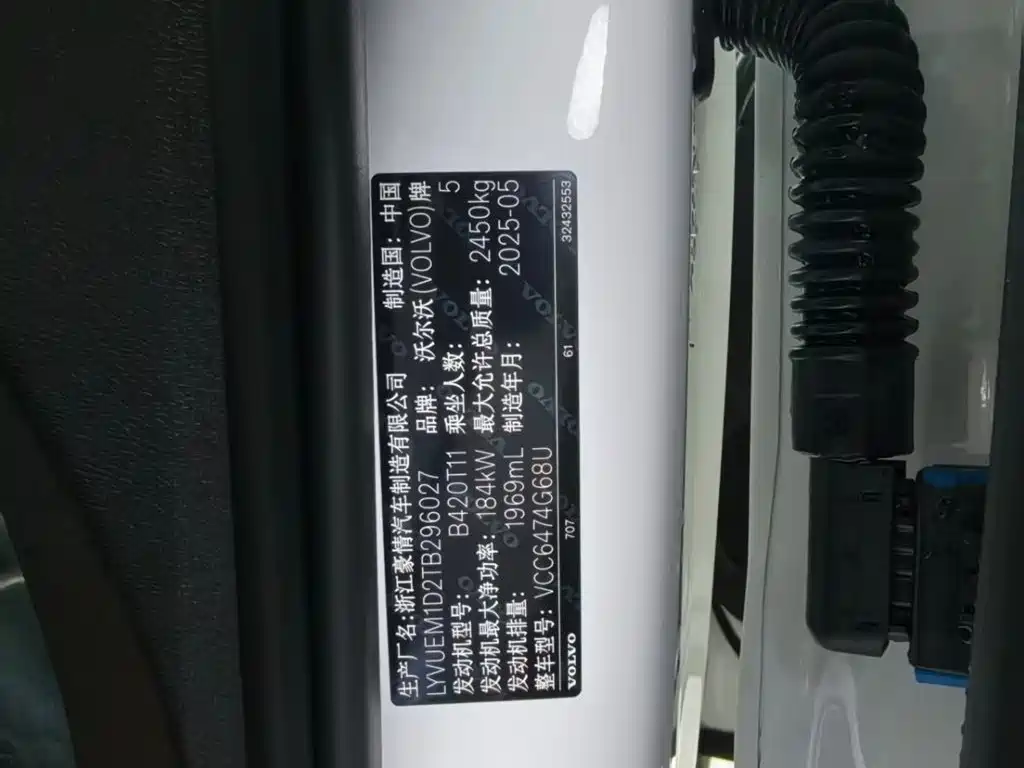 生产厂名:浙江豪情汽车制造有限公司 制造国: 中国
LYVUEM1D2TB296027 品牌: 沃尔沃(VOLVO)牌
发动机型号: B420T11 乘坐人数: 5
发动机最大净功率: 184kW 最大允许总质量: 2450kg
发动机排量: 1969mL 制造年月: 2025-05
整车型号: VCC6474G68U
VOLVO 707 61 32432553